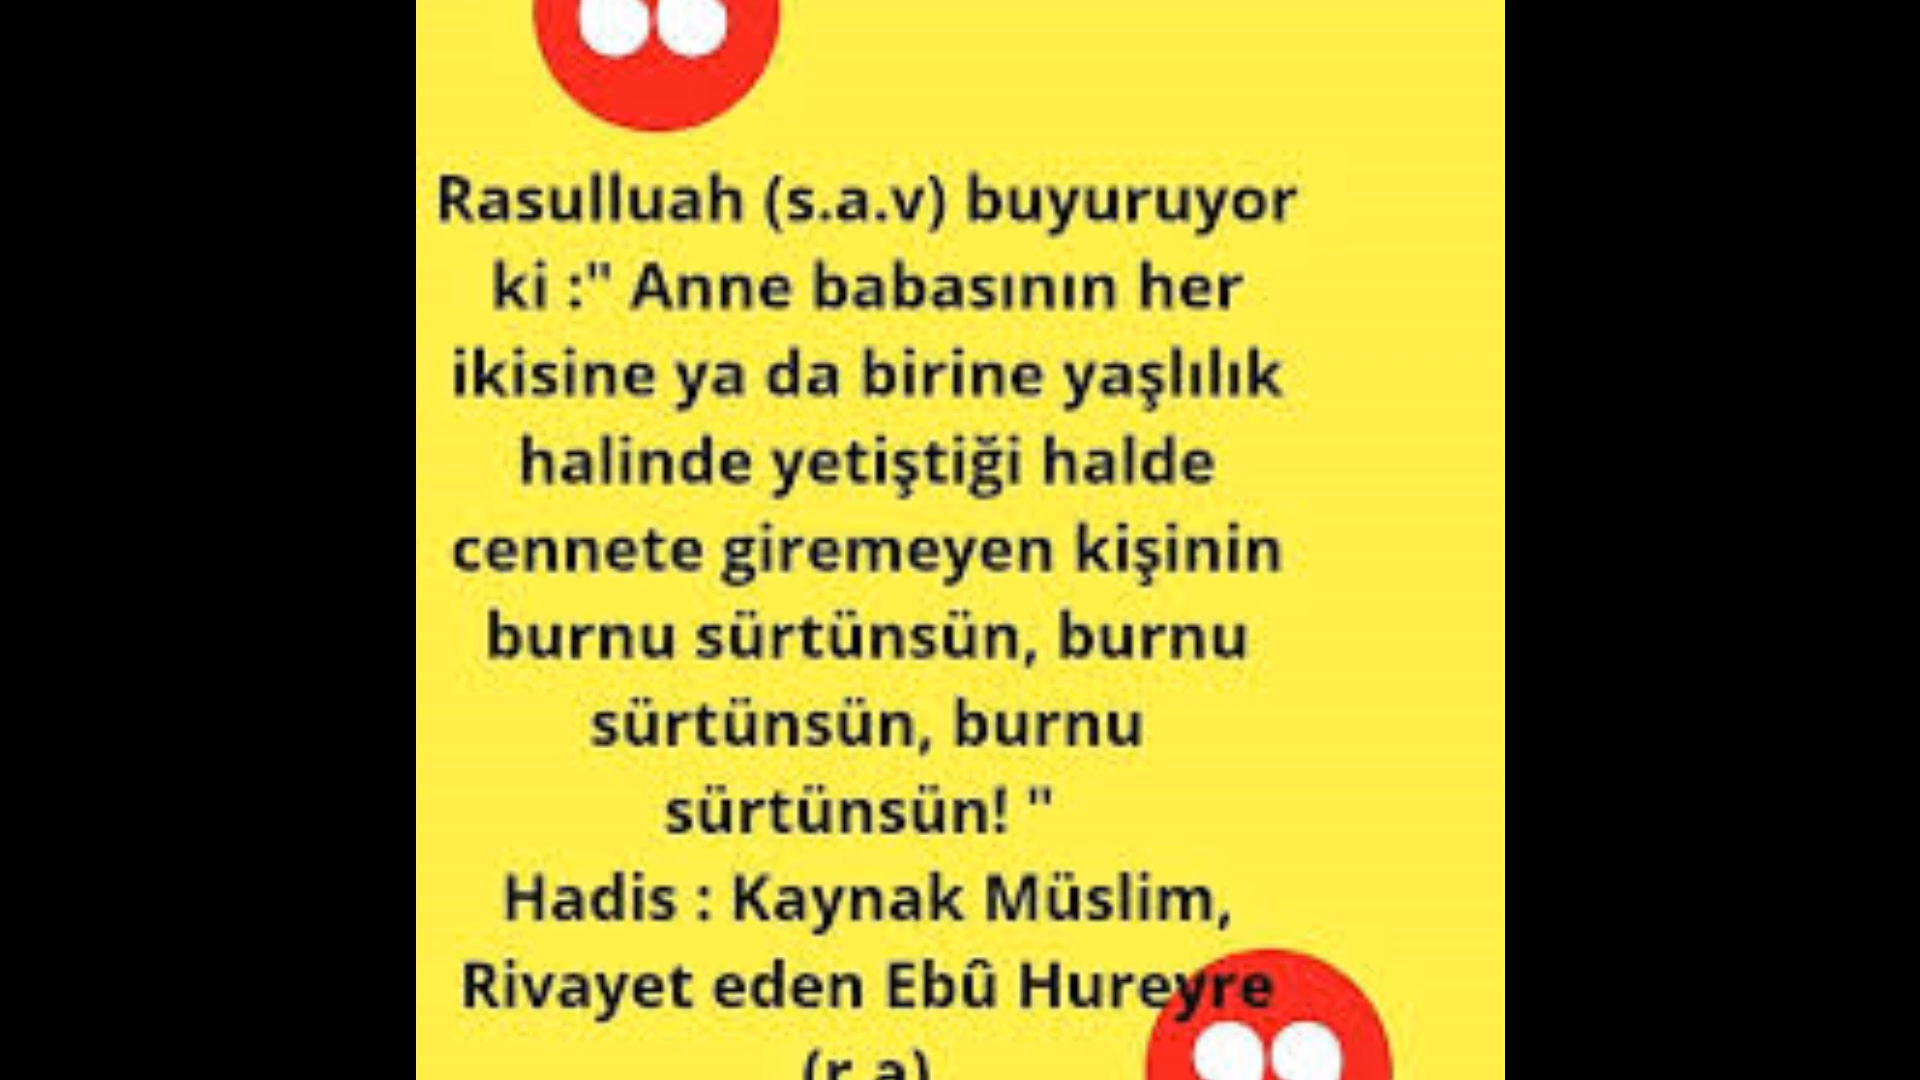 Rasulluah (s.a.v) buyuruyor
ki :" Anne babasının her
ikisine ya da birine yaşlılık
halinde yetiştiği halde
cennete giremeyen kişinin
burnu sürtünsün, burnu
sürtünsün, burnu
sürtünsün! "
Hadis : Kaynak Müslim,
Rivayet eden Ebû Hureyre
(r.a)